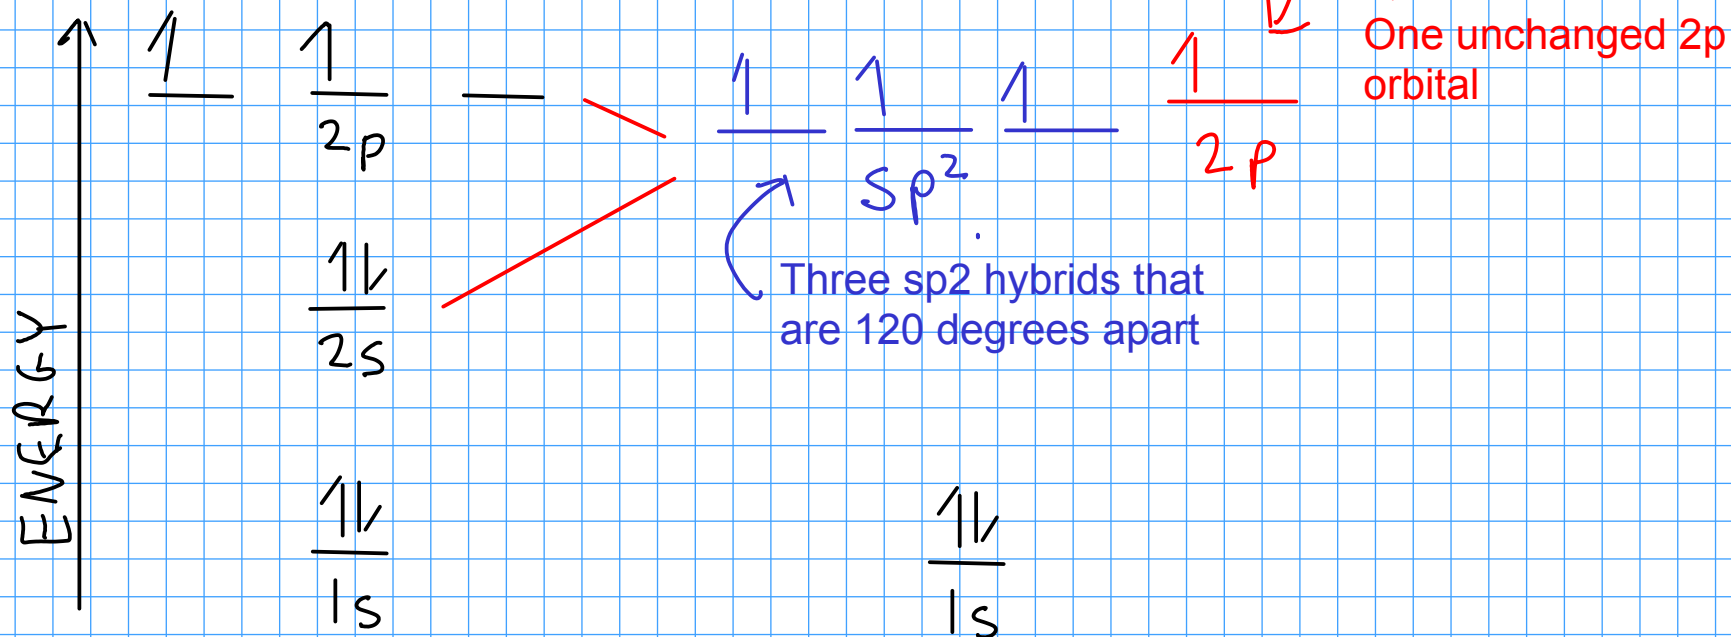 One unchanged 2p
orbital
2p
sp²
2p
Three sp2 hybrids that
are 120 degrees apart
2s
ENERGY
1s
1s